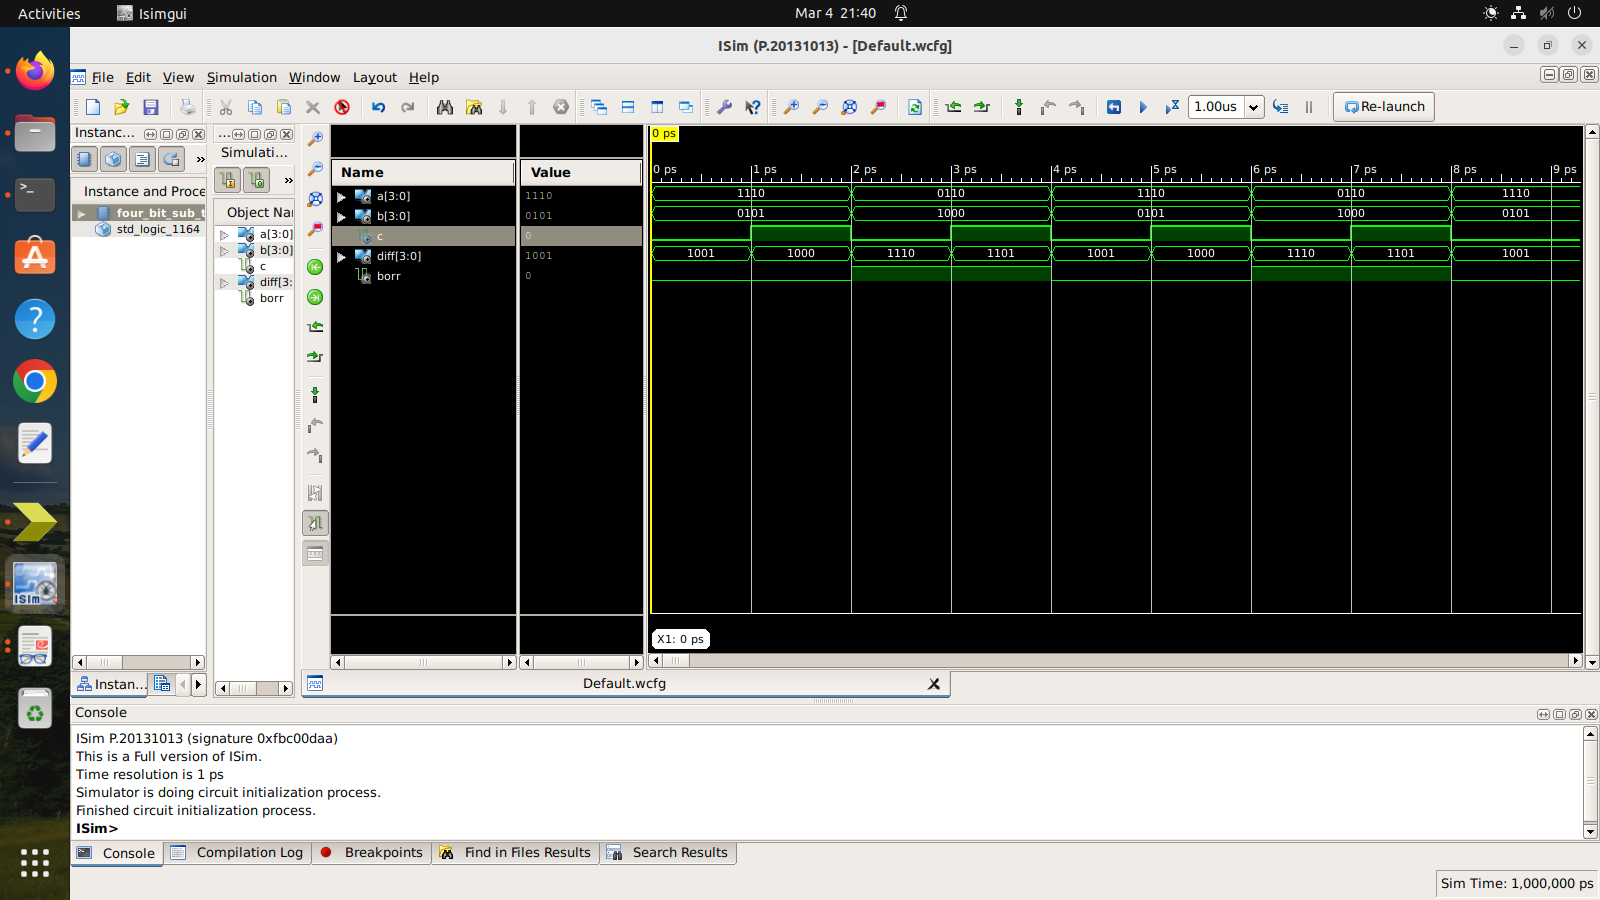 Activities
Isimgui
Mar 4 21:40
ISim (P.20131013) - [Default.wcfg]
File Edit View Simulation Window Layout Help
1.00us
Re-launch
Instanc...
Instance and Proce
four_bit_sub_t
std_logic_1164
Instan...
...
Simulati...
Object Nar
a[3:0]
b[3:0]
c
diff[3:
borr
Name Value
a[3:0] 1110
b[3:0] 0101
c 0
diff[3:0] 1001
borr 0
0 ps
0 ps 1 ps 2 ps 3 ps 4 ps 5 ps 6 ps 7 ps 8 ps 9 ps
1110 0110 1110 0110 1110
0101 1000 0101 1000 0101
1001 1000 1110 1101 1001 1000 1110 1101 1001
X1: 0 ps
Default.wcfg
Console
ISim P.20131013 (signature 0xfbc00daa)
This is a Full version of ISim.
Time resolution is 1 ps
Simulator is doing circuit initialization process.
Finished circuit initialization process.
ISim>
Console Compilation Log Breakpoints Find in Files Results Search Results
Sim Time: 1,000,000 ps
ISim